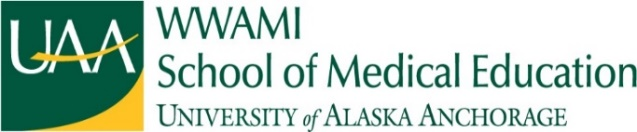 UAA
WWAMI
School of Medical Education
UNIVERSITY of ALASKA ANCHORAGE